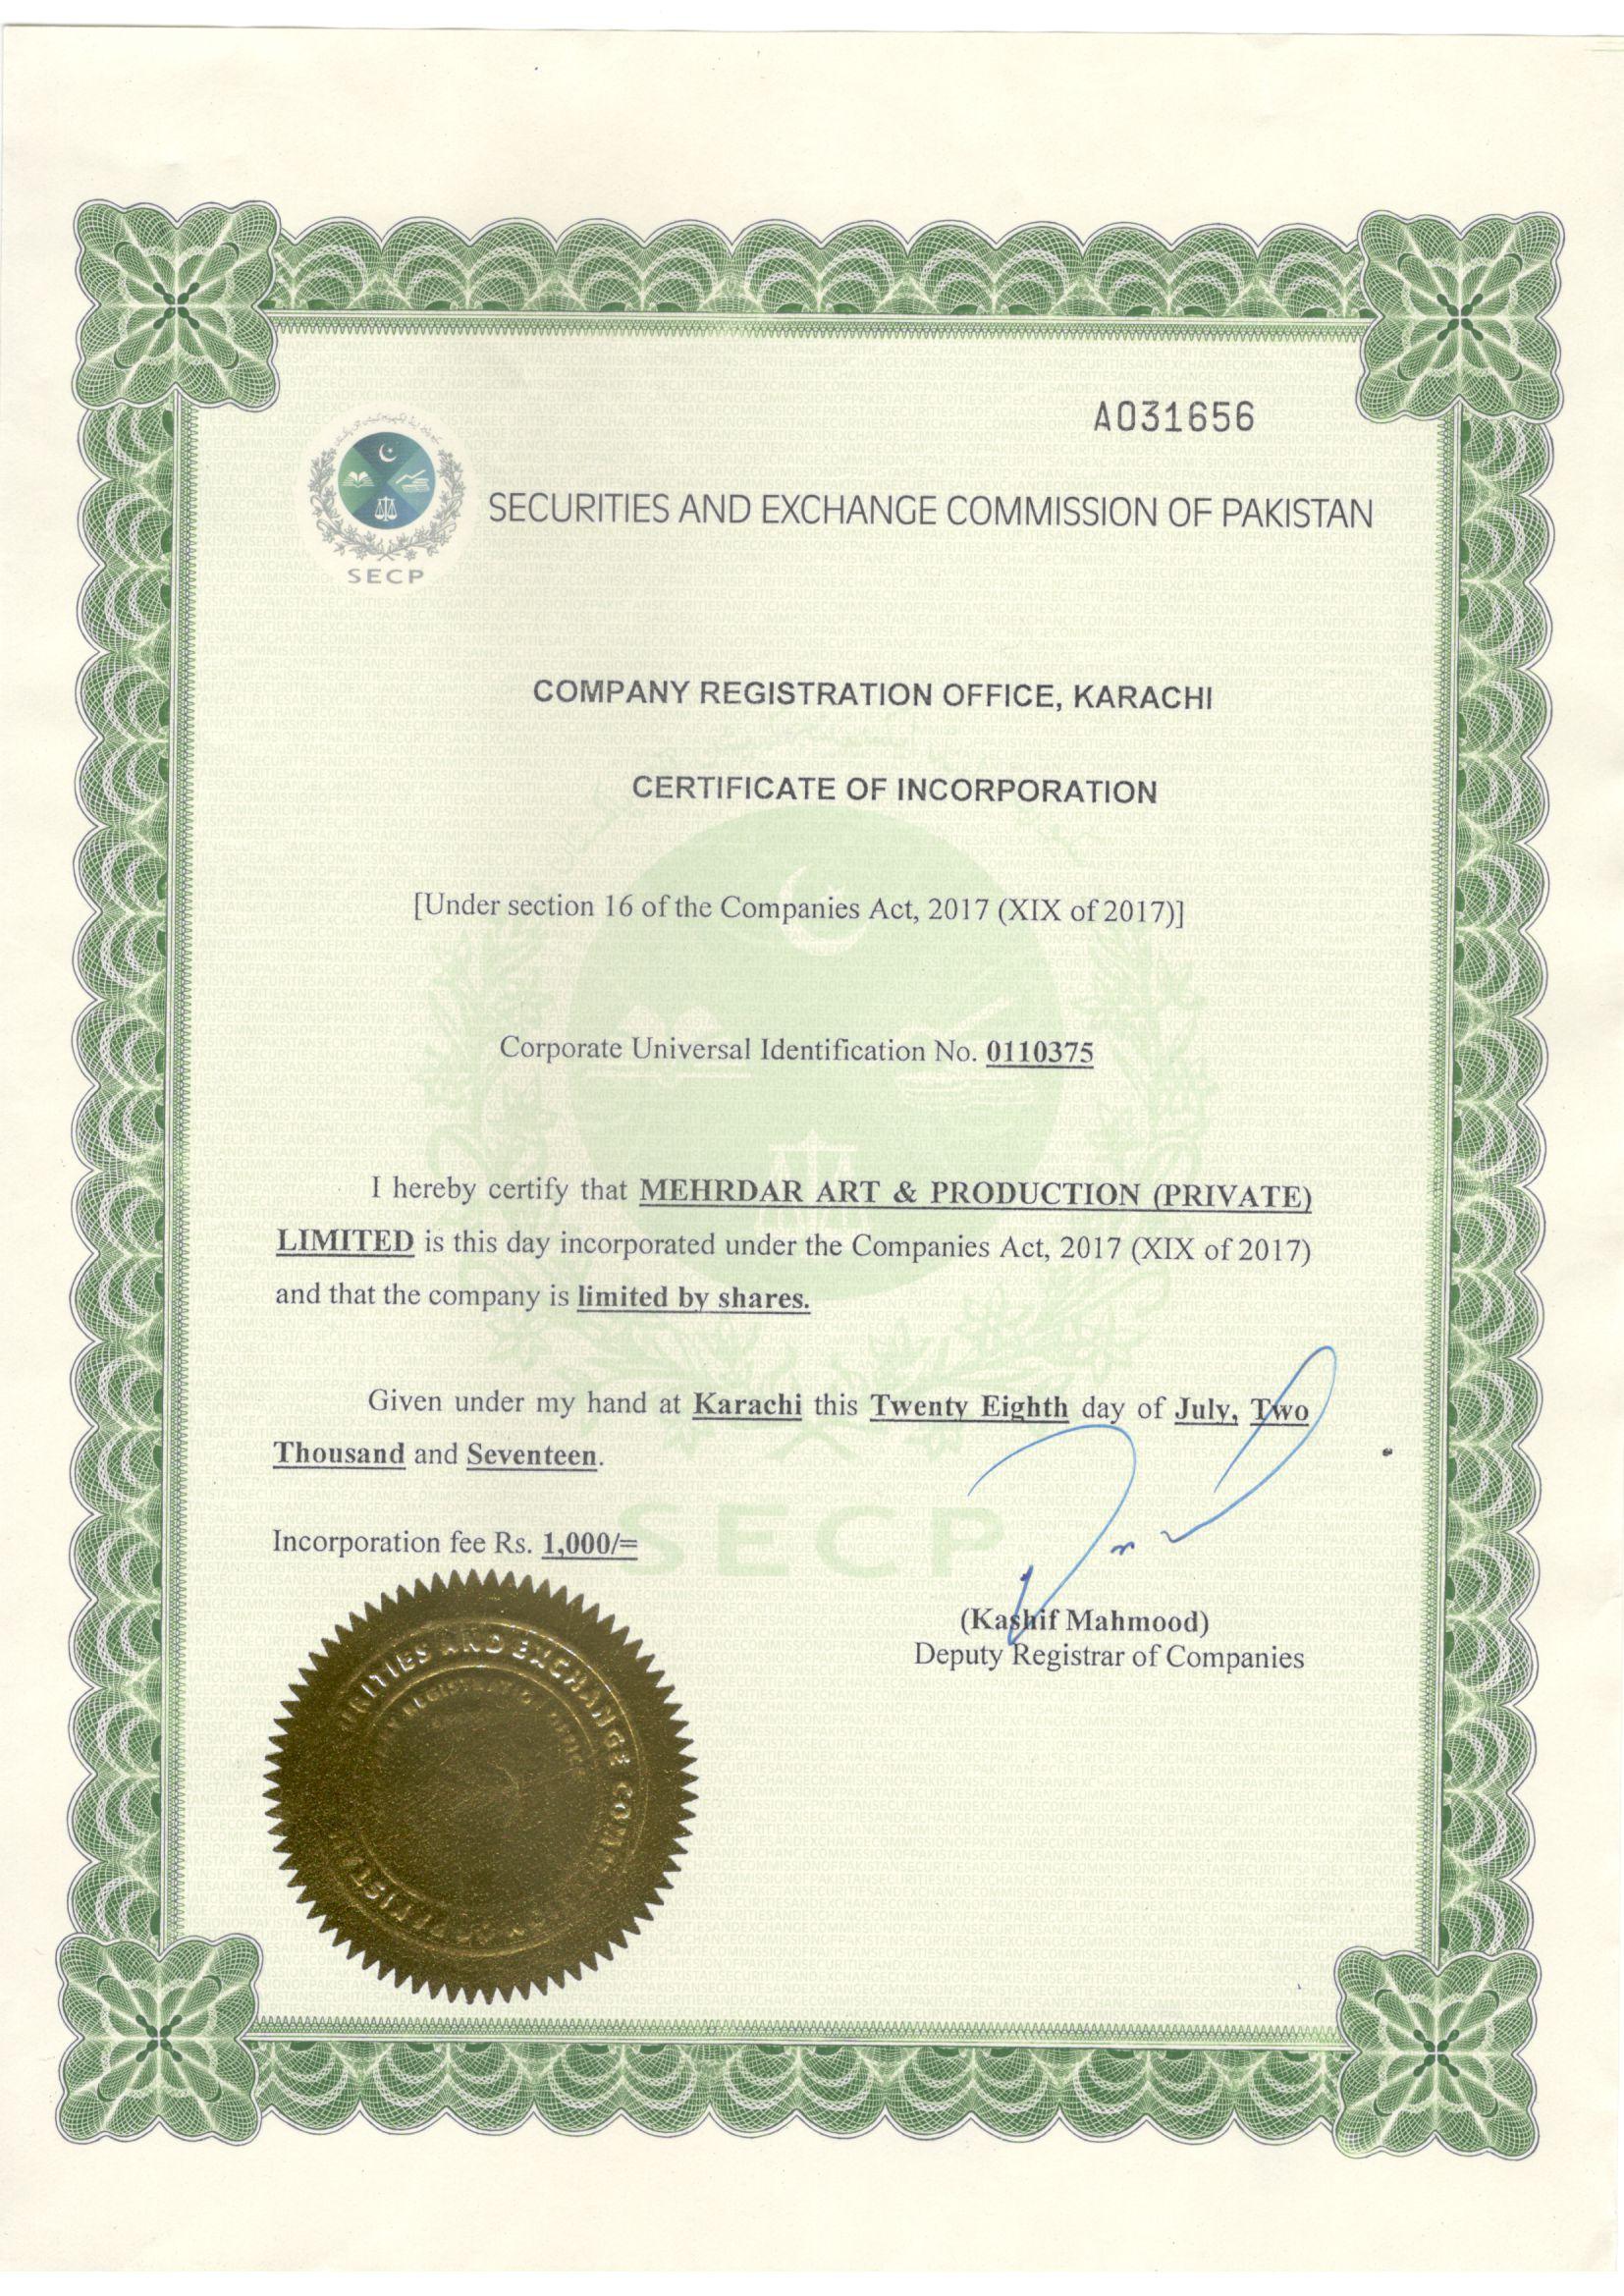 A031656
SECURITIES AND EXCHANGE COMMISSION OF PAKISTAN
SECP
COMPANY REGISTRATION OFFICE, KARACHI
CERTIFICATE OF INCORPORATION
[Under section 16 of the Companies Act, 2017 (XIX of 2017)]
Corporate Universal Identification No. 0110375
I hereby certify that MEHRDAR ART & PRODUCTION (PRIVATE)
LIMITED is this day incorporated under the Companies Act, 2017 (XIX of 2017)
and that the company is limited by shares.
Given under my hand at Karachi this Twenty Eighth day of July, Two
Thousand and Seventeen.
SECP
Incorporation fee Rs. 1,000/=
(Kashif Mahmood)
Deputy Registrar of Companies
AND EXCHANGE